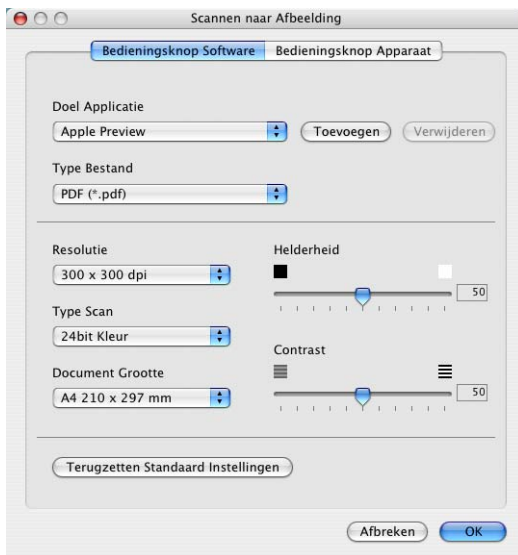 Scannen naar Afbeelding
Bedieningsknop Software Bedieningsknop Apparaat
Doel Applicatie
Apple Preview Toevoegen Verwijderen
Type Bestand
PDF (*.pdf)
Resolutie Helderheid
300 x 300 dpi
50
Type Scan
24bit Kleur
Contrast
Document Grootte
A4 210 x 297 mm 50
Terugzetten Standaard Instellingen
Afbreken OK